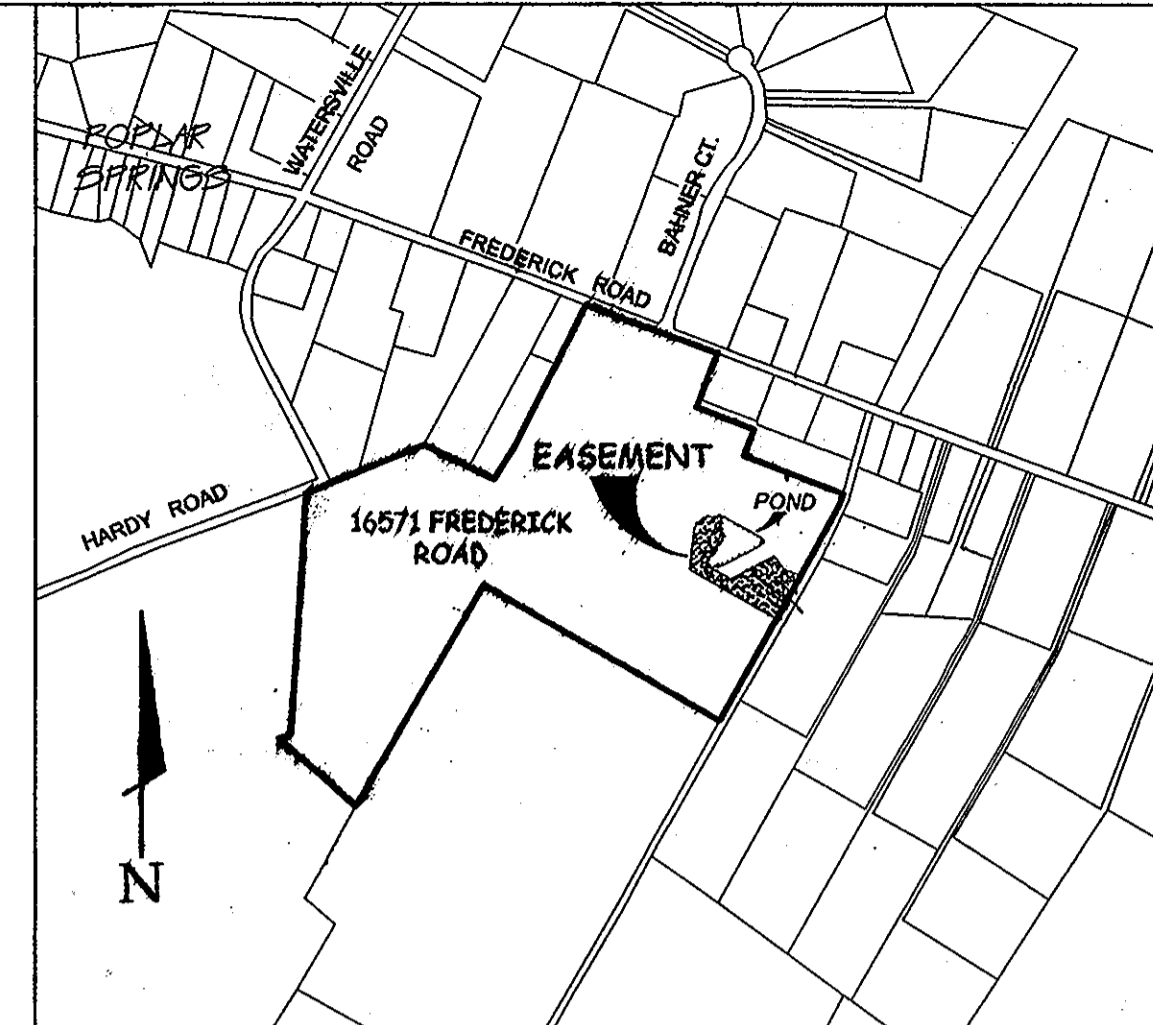 POPLAR
SPRINGS
WATERSVILLE
ROAD
BAHNER CT.
FREDERICK ROAD
EASEMENT
POND
HARDY ROAD
16571 FREDERICK
ROAD
N